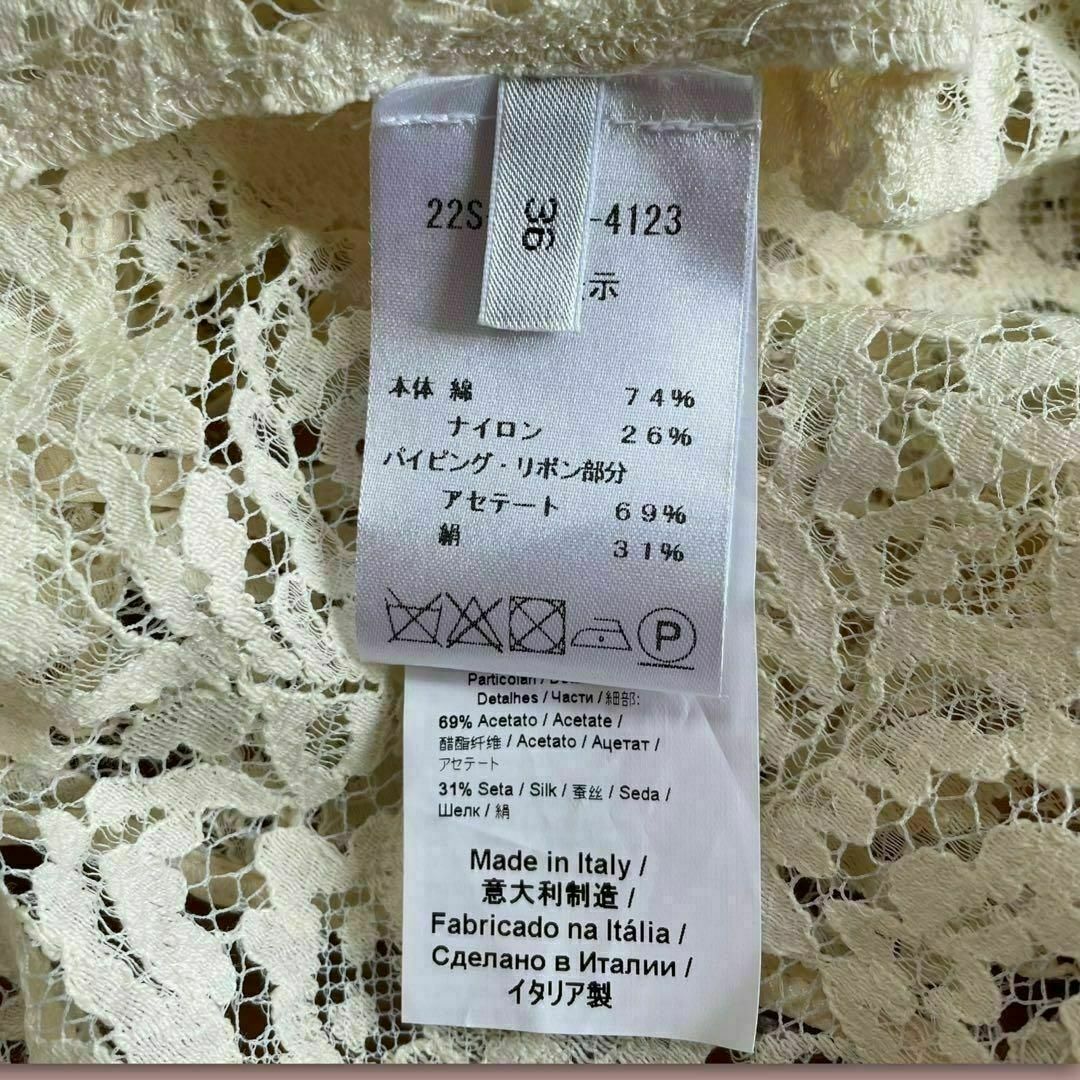 36
22S -4123
示
本体 綿 74%
ナイロン 26%
パイピング・リボン部分
アセテート 69%
絹 31%
P
Detalhes / Части / 細部:
69% Acetato / Acetate /
醋酯纤维 / Acetato / Ацетат /
アセテート
31% Seta / Silk / 蚕丝 / Seda /
Шелк / 絹
Made in Italy /
意大利制造 /
Fabricado na Itália /
Сделано в Италии /
イタリア製